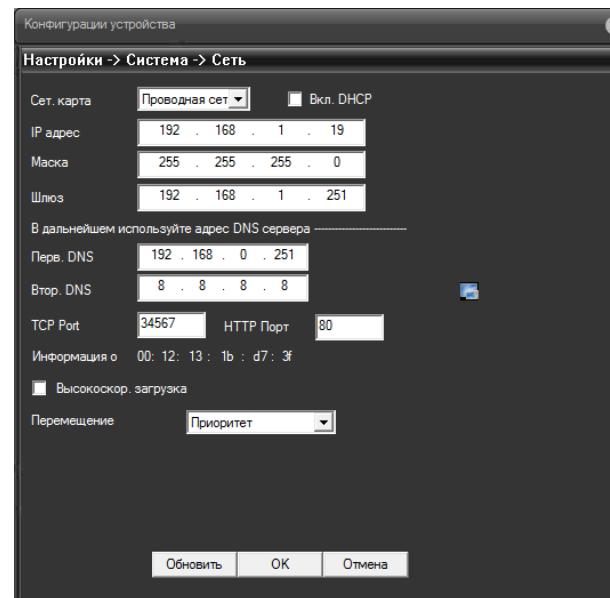 Конфигурации устройства
Настройки -> Система -> Сеть
Сет. карта Проводная сет Вкл. DHCP
IP адрес 192 . 168 . 1 . 19
Маска 255 . 255 . 255 . 0
Шлюз 192 . 168 . 1 . 251
В дальнейшем используйте адрес DNS сервера
Перв. DNS 192 . 168 . 0 . 251
Втор. DNS 8 . 8 . 8 . 8
TCP Port 34567 HTTP Порт 80
Информация о 00: 12: 13 : 1b : d7 : 3f
Высокоскор. загрузка
Перемещение Приоритет
Обновить OK Отмена